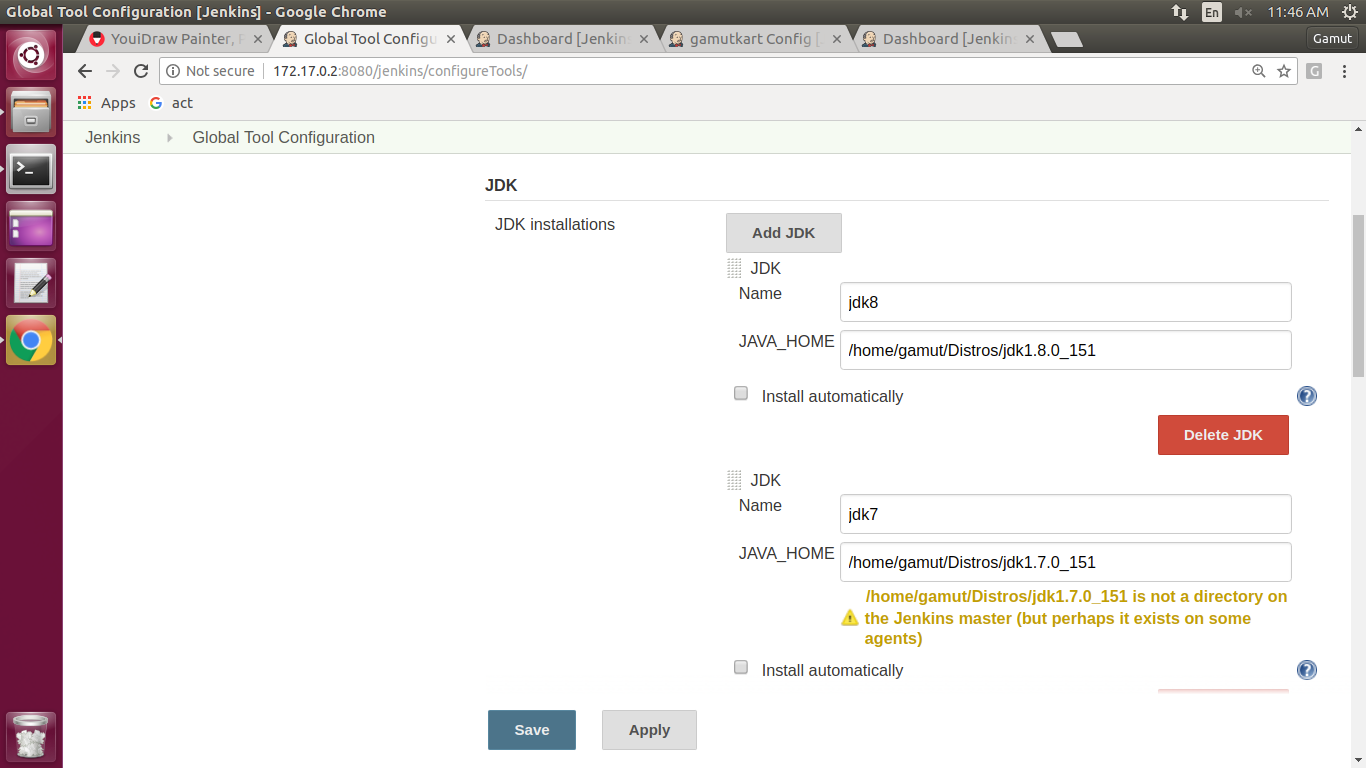 Global Tool Configuration [Jenkins] - Google Chrome
En
11:46 AM
YouiDraw Painter, P
Global Tool Configu
Dashboard [Jenkins
gamutkart Config [J
Dashboard [Jenkins
Gamut
Not secure
172.17.0.2:8080/jenkins/configureTools/
G
Apps
G
act
Jenkins
Global Tool Configuration
JDK
JDK installations
Add JDK
JDK
Name
jdk8
JAVA_HOME
/home/gamut/Distros/jdk1.8.0_151
Install automatically
?
Delete JDK
JDK
Name
jdk7
JAVA_HOME
/home/gamut/Distros/jdk1.7.0_151
/home/gamut/Distros/jdk1.7.0_151 is not a directory on
the Jenkins master (but perhaps it exists on some
agents)
Install automatically
?
Save
Apply